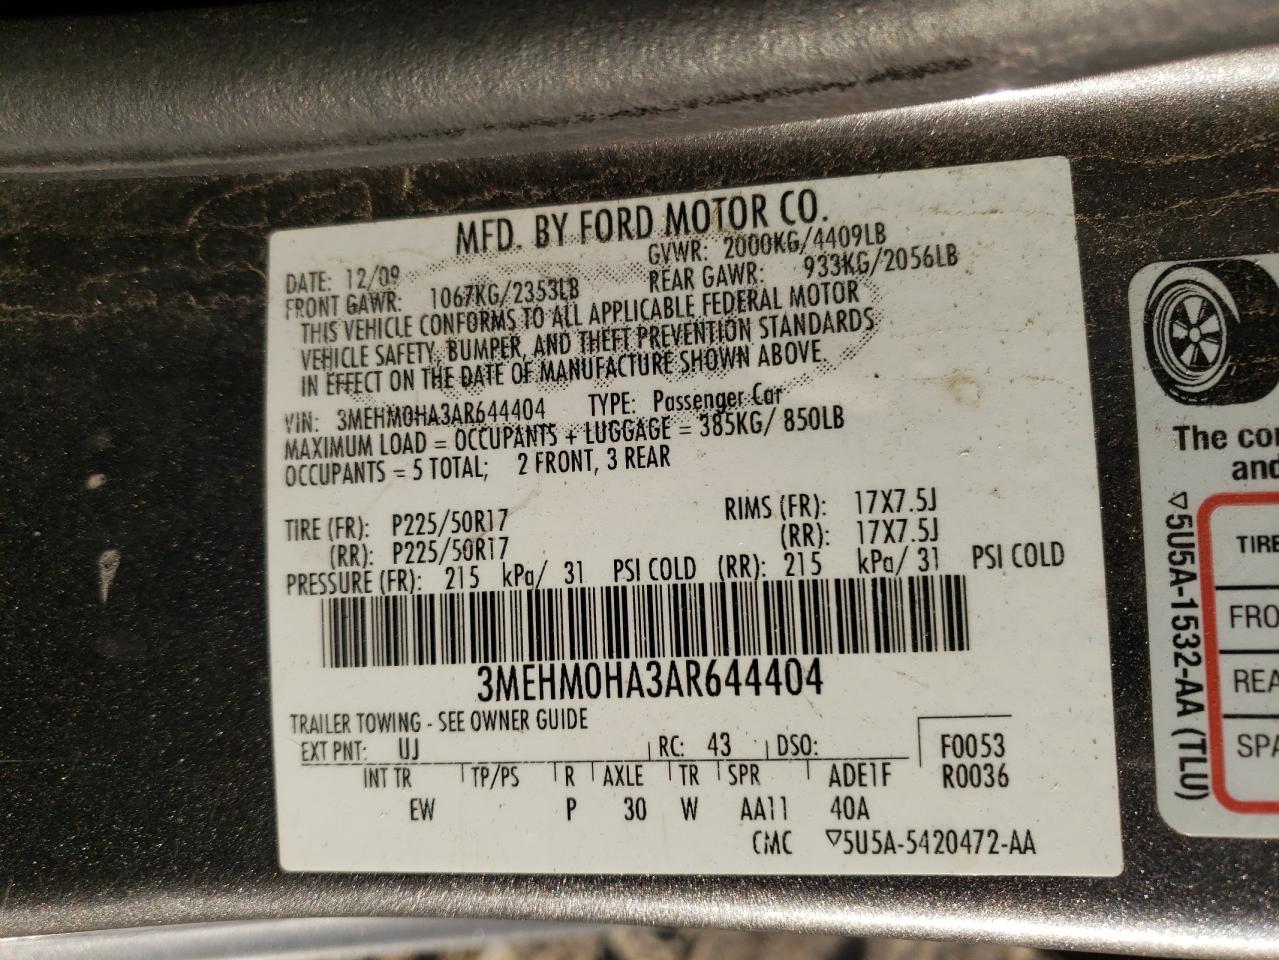 MFD. BY FORD MOTOR CO.
DATE: 12/09 GVWR: 2000KG/4409LB
FRONT GAWR: 1067KG/2353LB REAR GAWR: 933KG/2056LB
THIS VEHICLE CONFORMS TO ALL APPLICABLE FEDERAL MOTOR
VEHICLE SAFETY, BUMPER, AND THEFT PREVENTION STANDARDS
IN EFFECT ON THE DATE OF MANUFACTURE SHOWN ABOVE.
VIN: 3MEHM0HA3AR644404 TYPE: Passenger Car
MAXIMUM LOAD = OCCUPANTS + LUGGAGE = 385KG/ 850LB
OCCUPANTS = 5 TOTAL; 2 FRONT, 3 REAR
TIRE (FR): P225/50R17 RIMS (FR): 17X7.5J
(RR): P225/50R17 (RR): 17X7.5J
PRESSURE (FR): 215 kPa/ 31 PSI COLD (RR): 215 kPa/ 31 PSI COLD
3MEHM0HA3AR644404
TRAILER TOWING - SEE OWNER GUIDE
EXT PNT: UJ RC: 43 DSO: F0053
INT TR TP/PS R AXLE TR SPR ADE1F R0036
EW P 30 W AA11 40A
CMC ▽5U5A-5420472-AA
The co
and
▽5U5A-1532-AA (TLU)
TIRE
FRO
REA
SPA